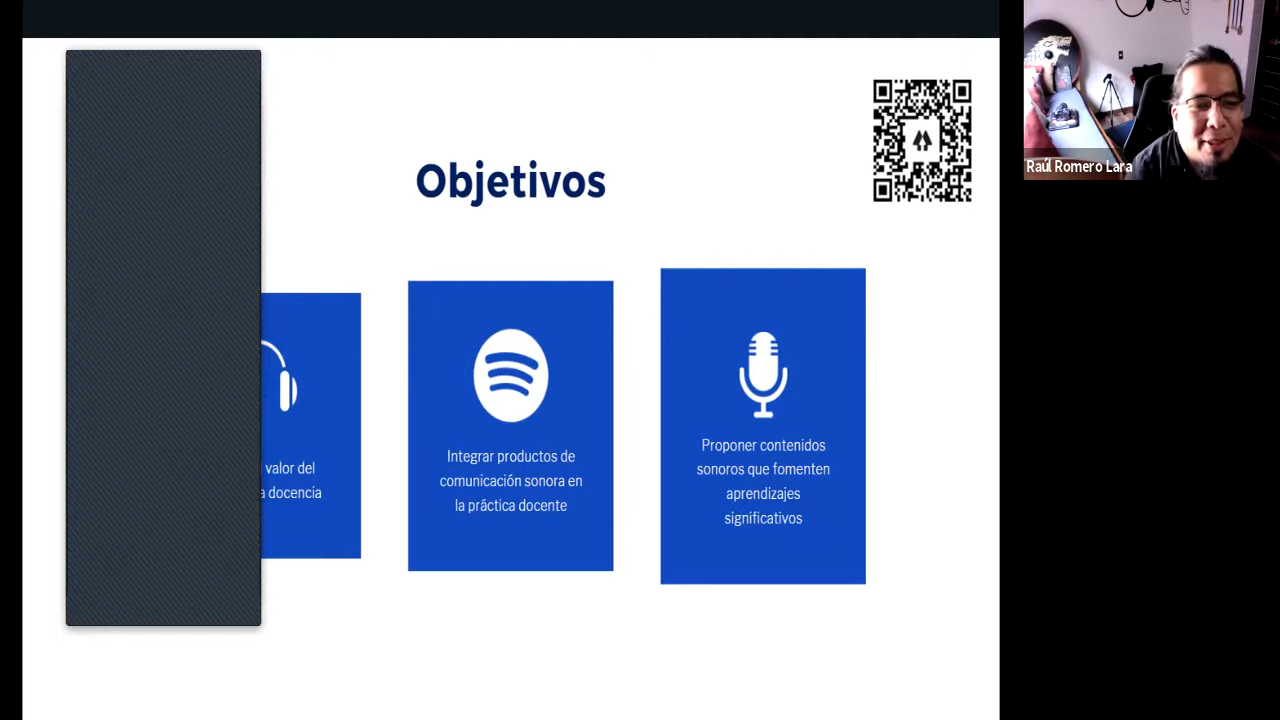 Objetivos
valor del
a docencia
Integrar productos de
comunicación sonora en
la práctica docente
Proponer contenidos
sonoros que fomenten
aprendizajes
significativos
Raúl Romero Lara